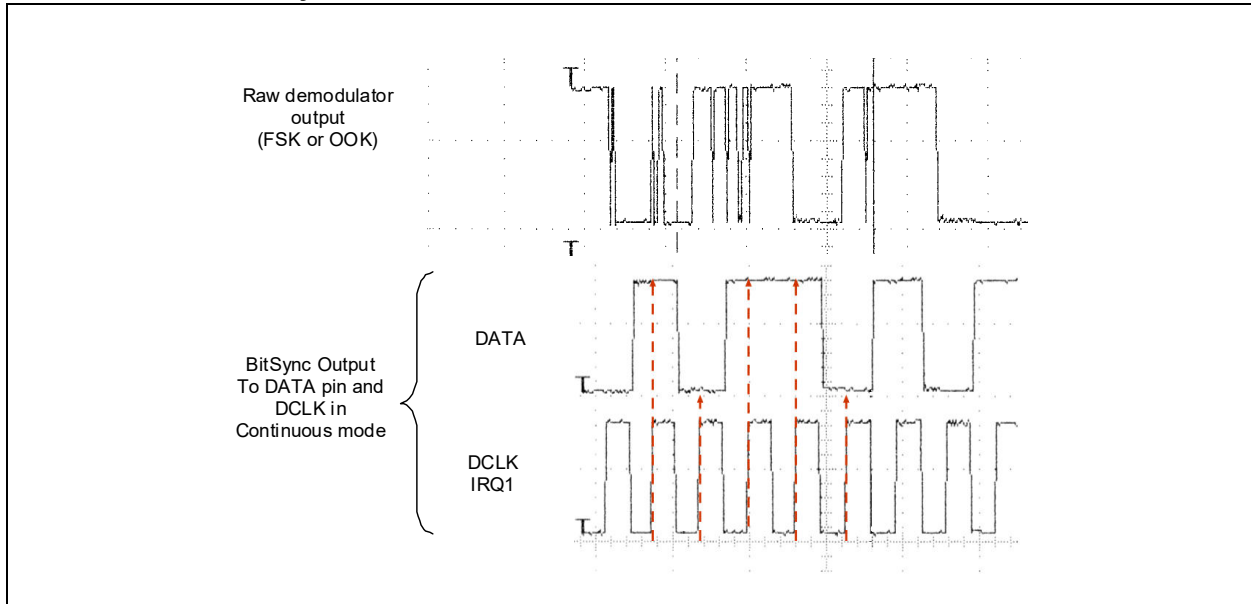 Raw demodulator
output
(FSK or OOK)
DATA
BitSync Output
To DATA pin and
DCLK in
Continuous mode
DCLK
IRQ1